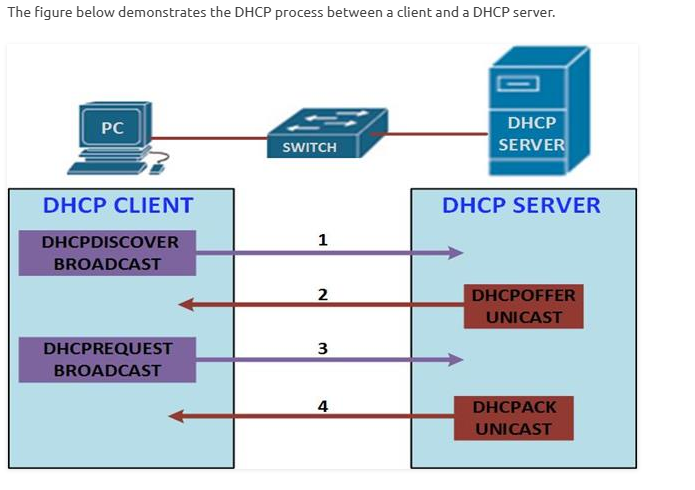 The figure below demonstrates the DHCP process between a client and a DHCP server.
PC
SWITCH
DHCP
SERVER
DHCP CLIENT
DHCP SERVER
DHCPDISCOVER
BROADCAST
1
2
DHCPOFFER
UNICAST
DHCPREQUEST
BROADCAST
3
4
DHCPACK
UNICAST